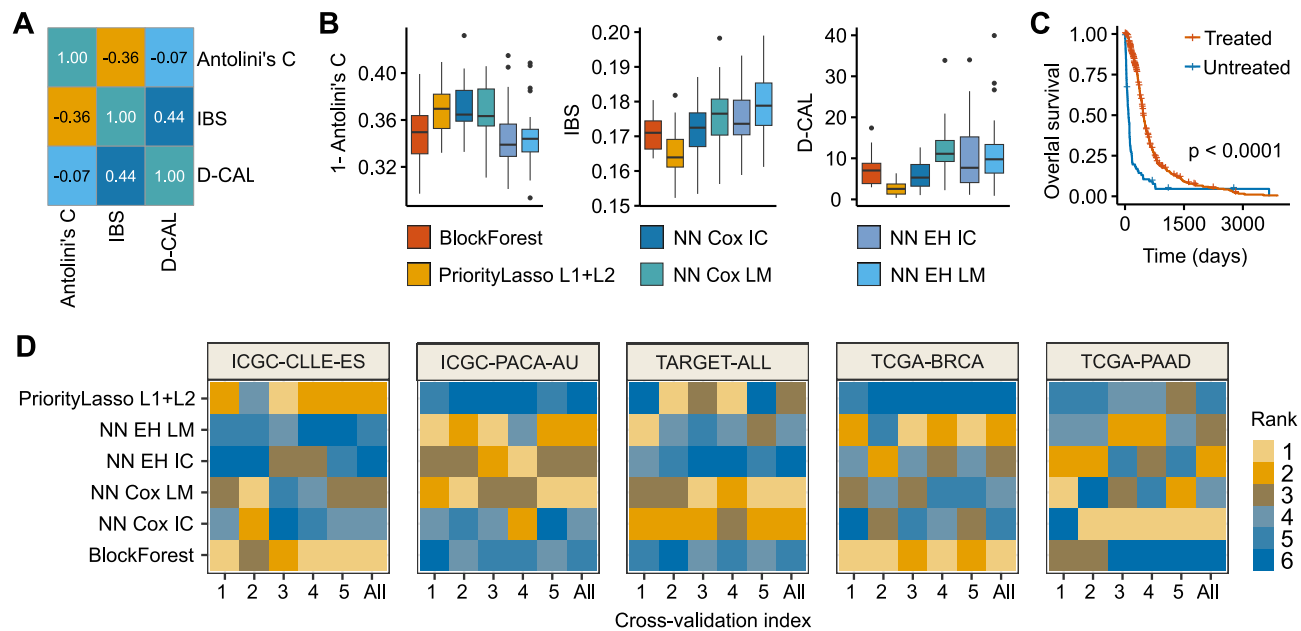 A
1.00 -0.36 -0.07 Antolini's C
-0.36 1.00 0.44 IBS
-0.07 0.44 1.00 D-CAL
Antolini's C IBS D-CAL
B
1- Antolini's C
0.40
0.36
0.32
IBS
0.19
0.18
0.17
0.16
0.15
D-CAL
40
30
20
10
0
BlockForest NN Cox IC NN EH IC
PriorityLasso L1+L2 NN Cox LM NN EH LM
C
Overlal survival
1.00
0.75
0.50
0.25
0.00
Treated
Untreated
p < 0.0001
0 1500 3000
Time (days)
D
ICGC-CLLE-ES ICGC-PACA-AU TARGET-ALL TCGA-BRCA TCGA-PAAD
PriorityLasso L1+L2
NN EH LM
NN EH IC
NN Cox LM
NN Cox IC
BlockForest
1 2 3 4 5 All 1 2 3 4 5 All 1 2 3 4 5 All 1 2 3 4 5 All 1 2 3 4 5 All
Cross-validation index
Rank
1
2
3
4
5
6